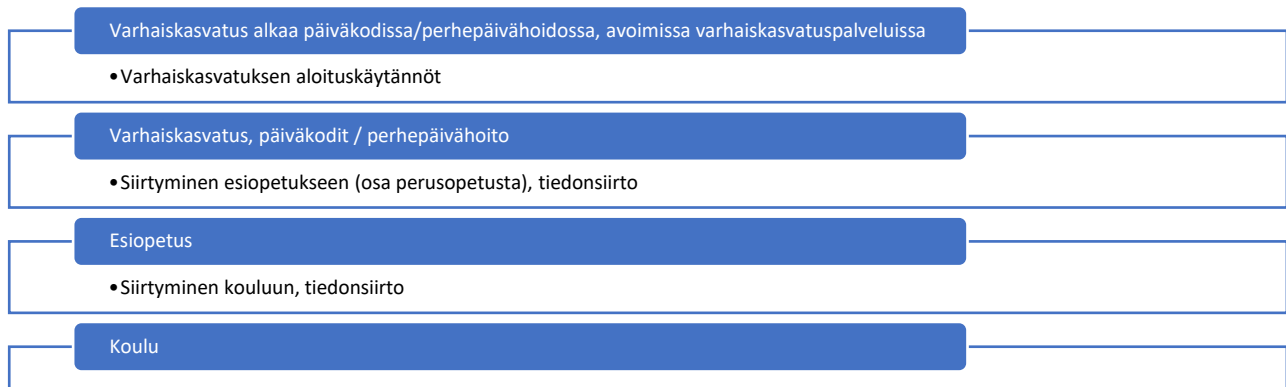 Varhaiskasvatus alkaa päiväkodissa/perhepäivähoidossa, avoimissa varhaiskasvatuspalveluissa
•Varhaiskasvatuksen aloituskäytännöt
Varhaiskasvatus, päiväkodit / perhepäivähoito
•Siirtyminen esiopetukseen (osa perusopetusta), tiedonsiirto
Esiopetus
•Siirtyminen kouluun, tiedonsiirto
Koulu